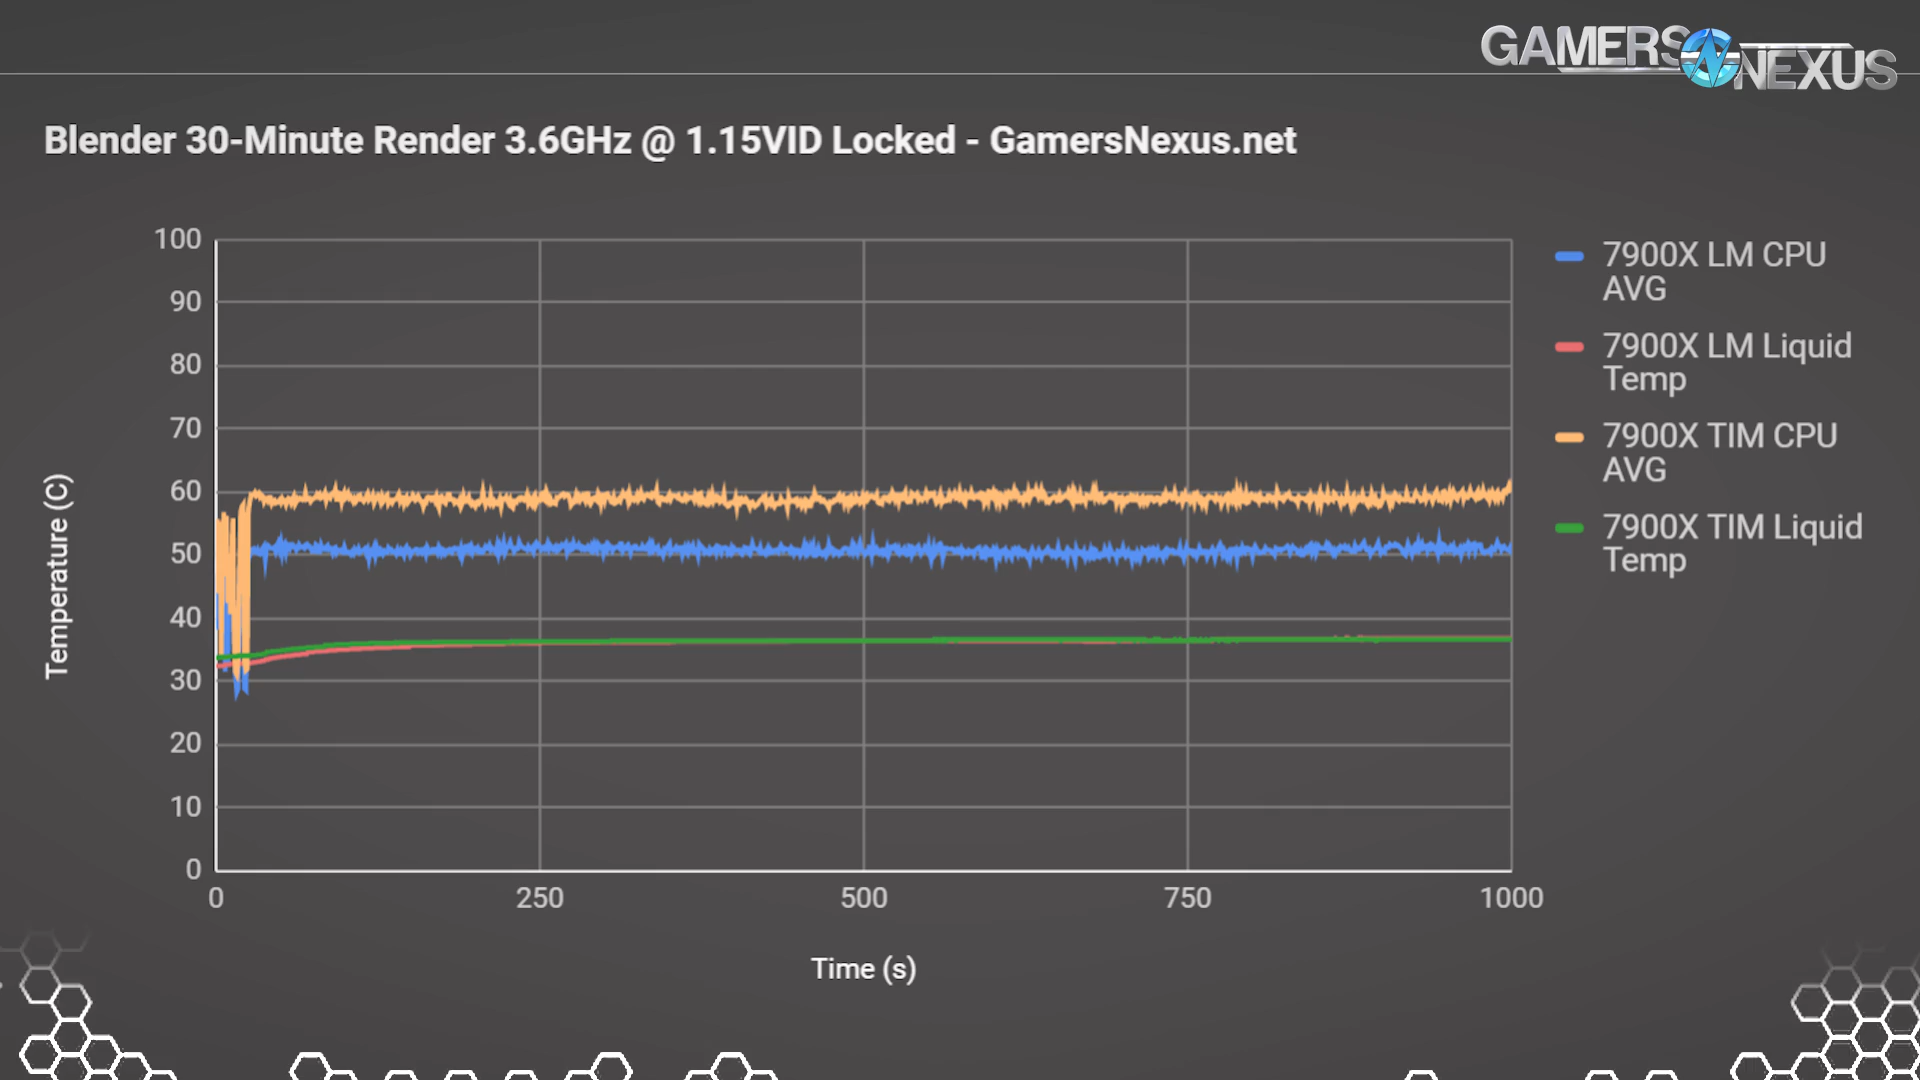 GAMERS NEXUS
Blender 30-Minute Render 3.6GHz @ 1.15VID Locked - GamersNexus.net
100
90
80
70
60
50
40
30
20
10
0
Temperature (C)
0 250 500 750 1000
Time (s)
7900X LM CPU
AVG
7900X LM Liquid
Temp
7900X TIM CPU
AVG
7900X TIM Liquid
Temp